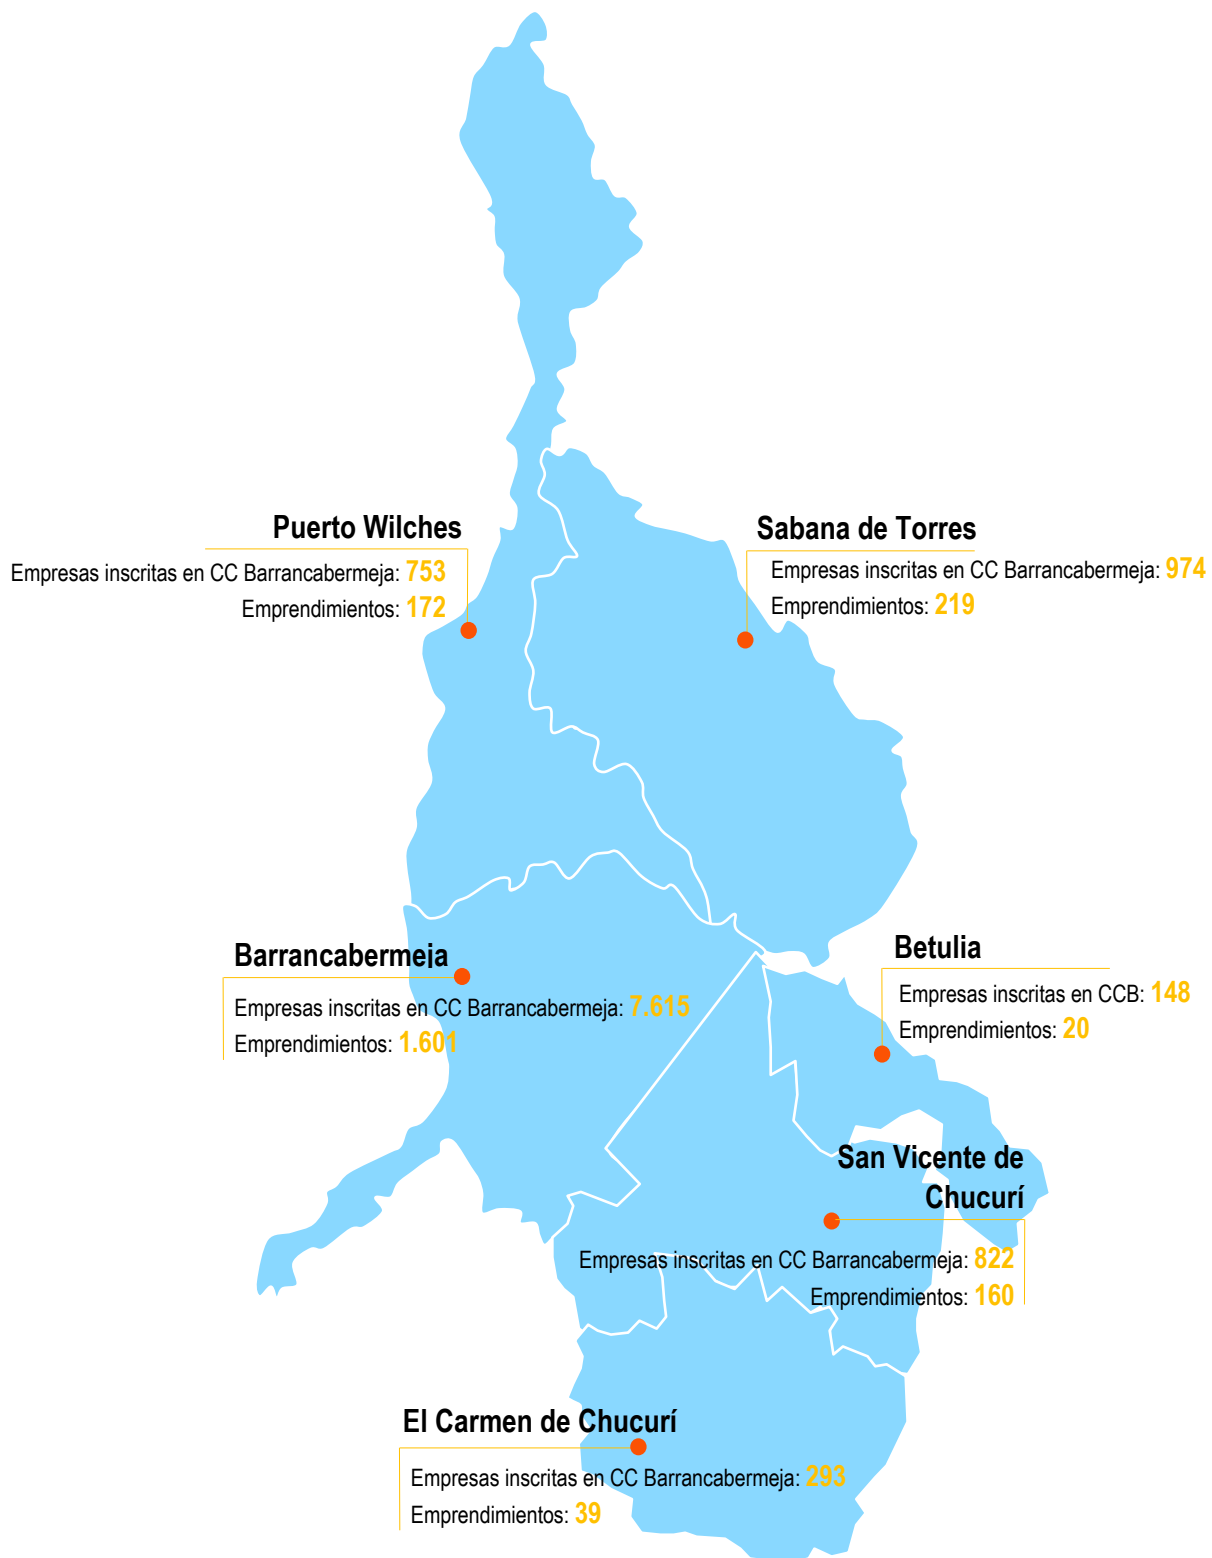 Puerto Wilches
Empresas inscritas en CC Barrancabermeja: 753
Emprendimientos: 172
Sabana de Torres
Empresas inscritas en CC Barrancabermeja: 974
Emprendimientos: 219
Barrancabermeja
Empresas inscritas en CC Barrancabermeja: 7.615
Emprendimientos: 1.601
Betulia
Empresas inscritas en CCB: 148
Emprendimientos: 20
San Vicente de
Chucurí
Empresas inscritas en CC Barrancabermeja: 822
Emprendimientos: 160
El Carmen de Chucurí
Empresas inscritas en CC Barrancabermeja: 293
Emprendimientos: 39